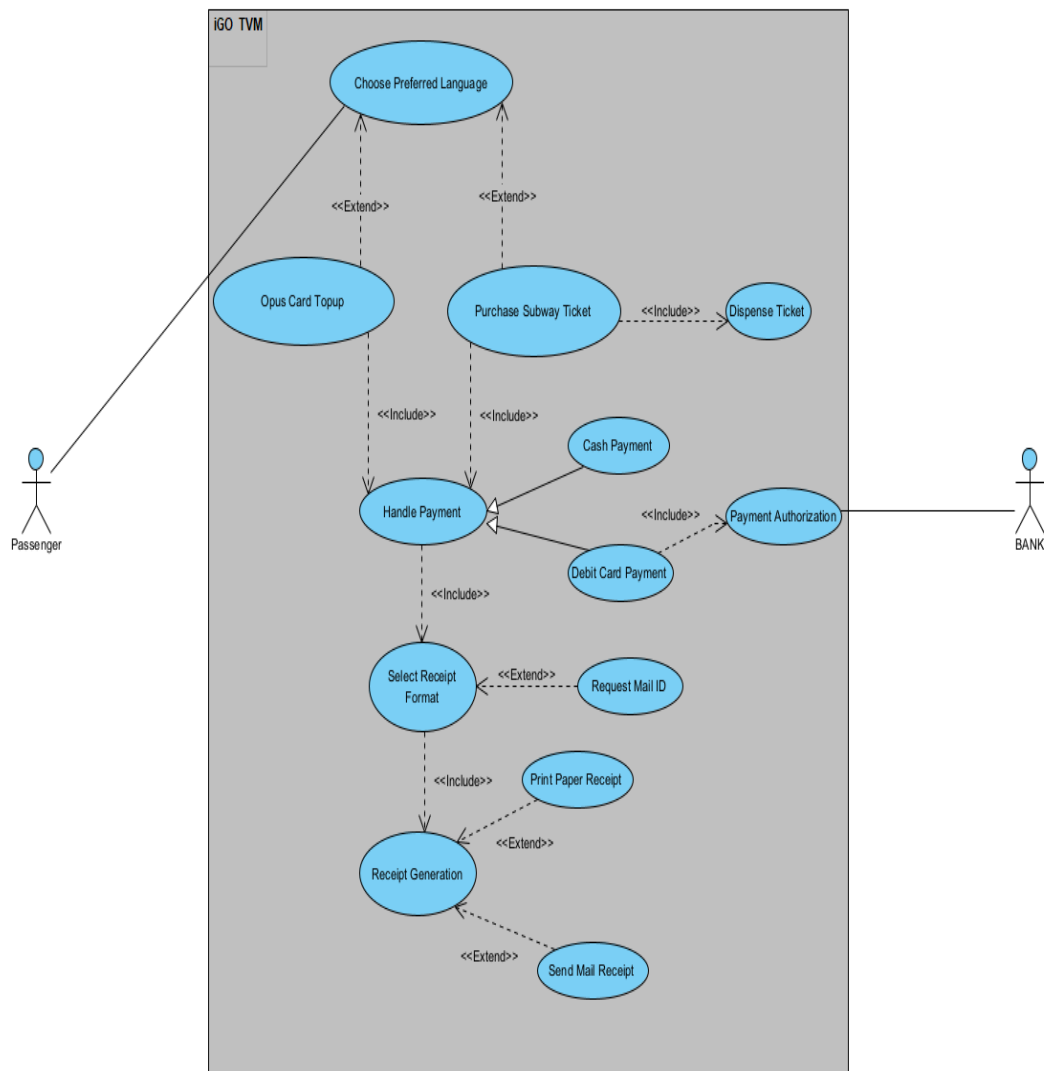 iGO TVM
Choose Preferred Language
<<Extend>>
<<Extend>>
Opus Card Topup
Purchase Subway Ticket
<<Include>>
Dispense Ticket
<<Include>>
<<Include>>
Cash Payment
Handle Payment
<<Include>>
Payment Authorization
Passenger
BANK
Debit Card Payment
<<Include>>
Select Receipt
Format
<<Extend>>
Request Mail ID
<<Include>>
Print Paper Receipt
<<Extend>>
Receipt Generation
<<Extend>>
Send Mail Receipt